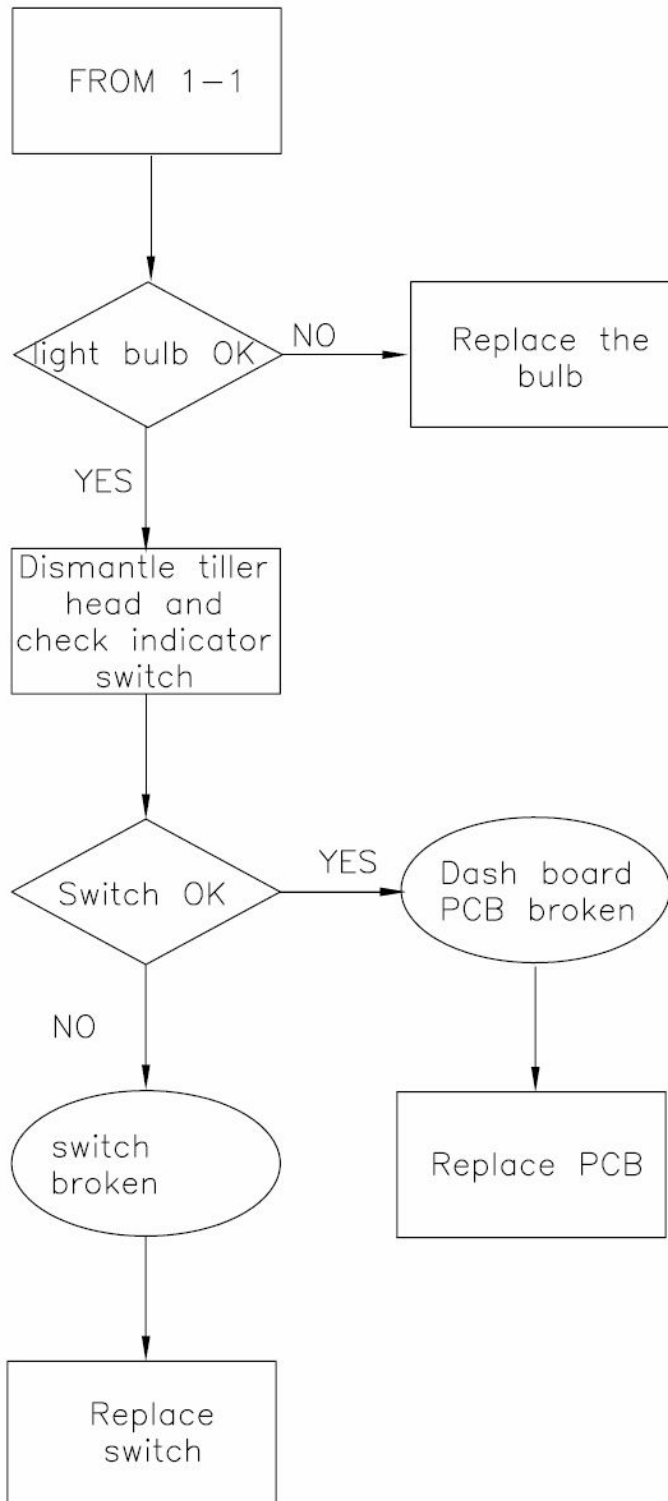 FROM 1-1
light bulb OK
NO
Replace the
bulb
YES
Dismantle tiller
head and
check indicator
switch
Switch OK
YES
Dash board
PCB broken
NO
switch
broken
Replace PCB
Replace
switch